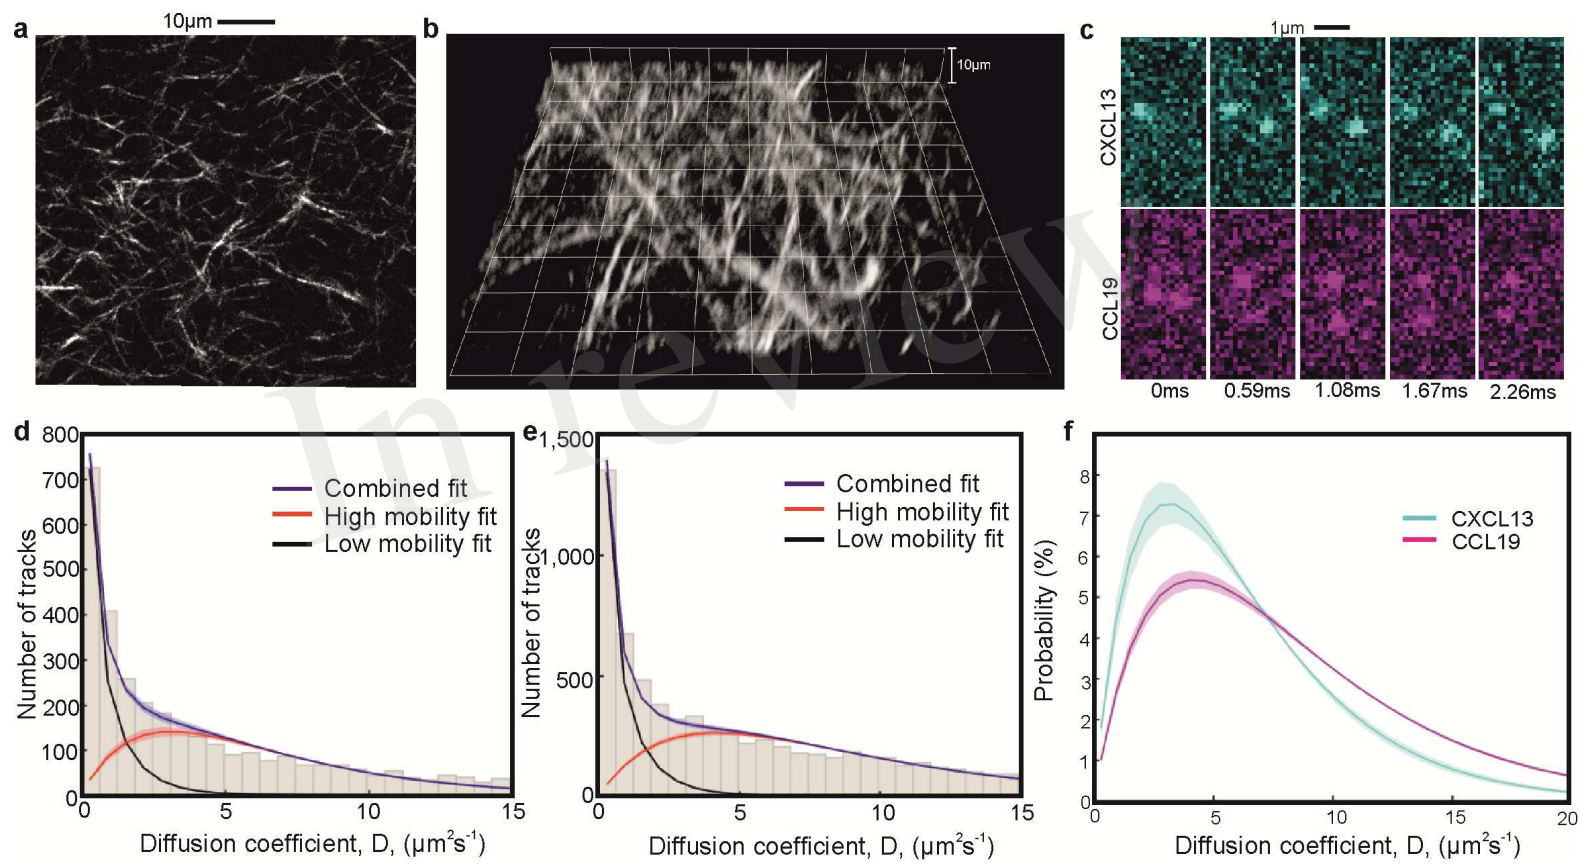 a
10μm
b
10μm
c
1μm
CXCL13
CCL19
0ms
0.59ms
1.08ms
1.67ms
2.26ms
In review
d
800
700
600
500
400
300
200
100
0
0
5
10
15
Number of tracks
Diffusion coefficient, D, (μm²s⁻¹)
Combined fit
High mobility fit
Low mobility fit
e
1,500
1,000
500
0
0
5
10
15
Number of tracks
Diffusion coefficient, D, (μm²s⁻¹)
Combined fit
High mobility fit
Low mobility fit
f
8
7
6
5
4
3
2
1
0
0
5
10
15
20
Probability (%)
Diffusion coefficient, D, (μm²s⁻¹)
CXCL13
CCL19